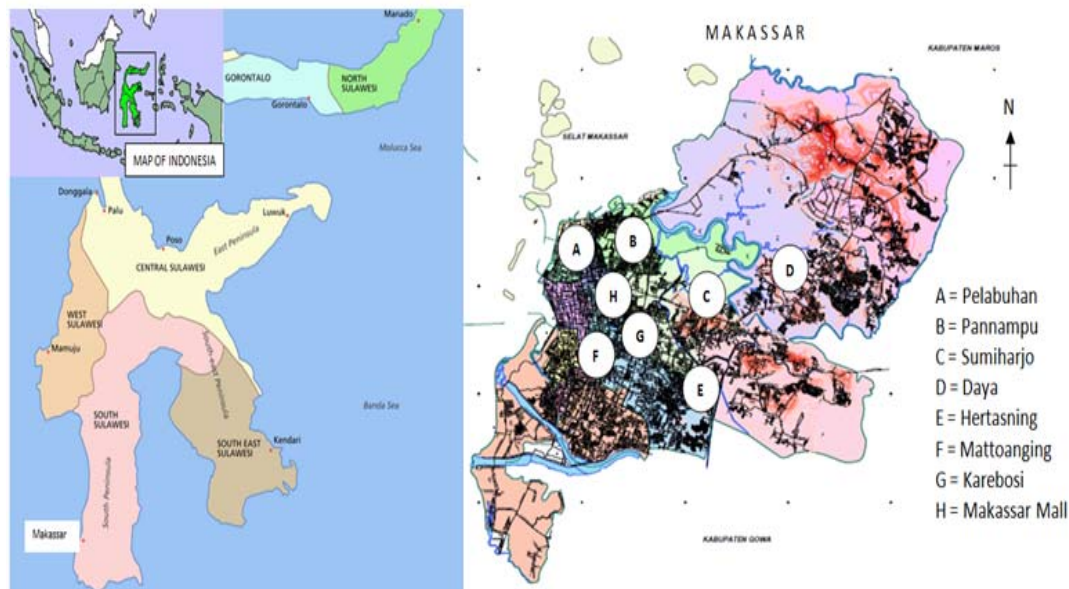 Manado
GORONTALO
NORTH SULAWESI
Gorontalo
MAP OF INDONESIA
Molucca Sea
Donggala
Palu
Luwuk
Poso
East Peninsula
CENTRAL SULAWESI
WEST SULAWESI
Mamuju
South-east Peninsula
Banda Sea
SOUTH SULAWESI
SOUTH EAST SULAWESI
Kendari
South Peninsula
Makassar
MAKASSAR
KABUPATEN MAROS
N
SELAT MAKASSAR
A
B
D
H
C
G
F
E
A = Pelabuhan
B = Pannampu
C = Sumiharjo
D = Daya
E = Hertasning
F = Mattoanging
G = Karebosi
H = Makassar Mall
KABUPATEN GOWA